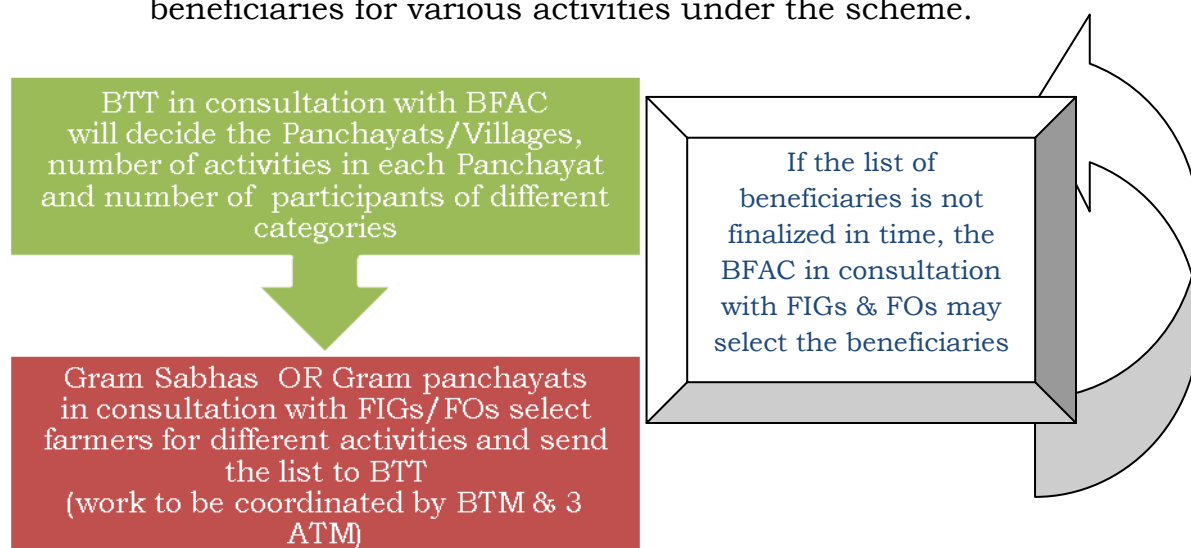 beneficiaries for various activities under the scheme.
BTT in consultation with BFAC
will decide the Panchayats/Villages,
number of activities in each Panchayat
and number of participants of different
categories
Gram Sabhas OR Gram panchayats
in consultation with FIGs/FOs select
farmers for different activities and send
the list to BTT
(work to be coordinated by BTM & 3
ATM)
If the list of
beneficiaries is not
finalized in time, the
BFAC in consultation
with FIGs & FOs may
select the beneficiaries